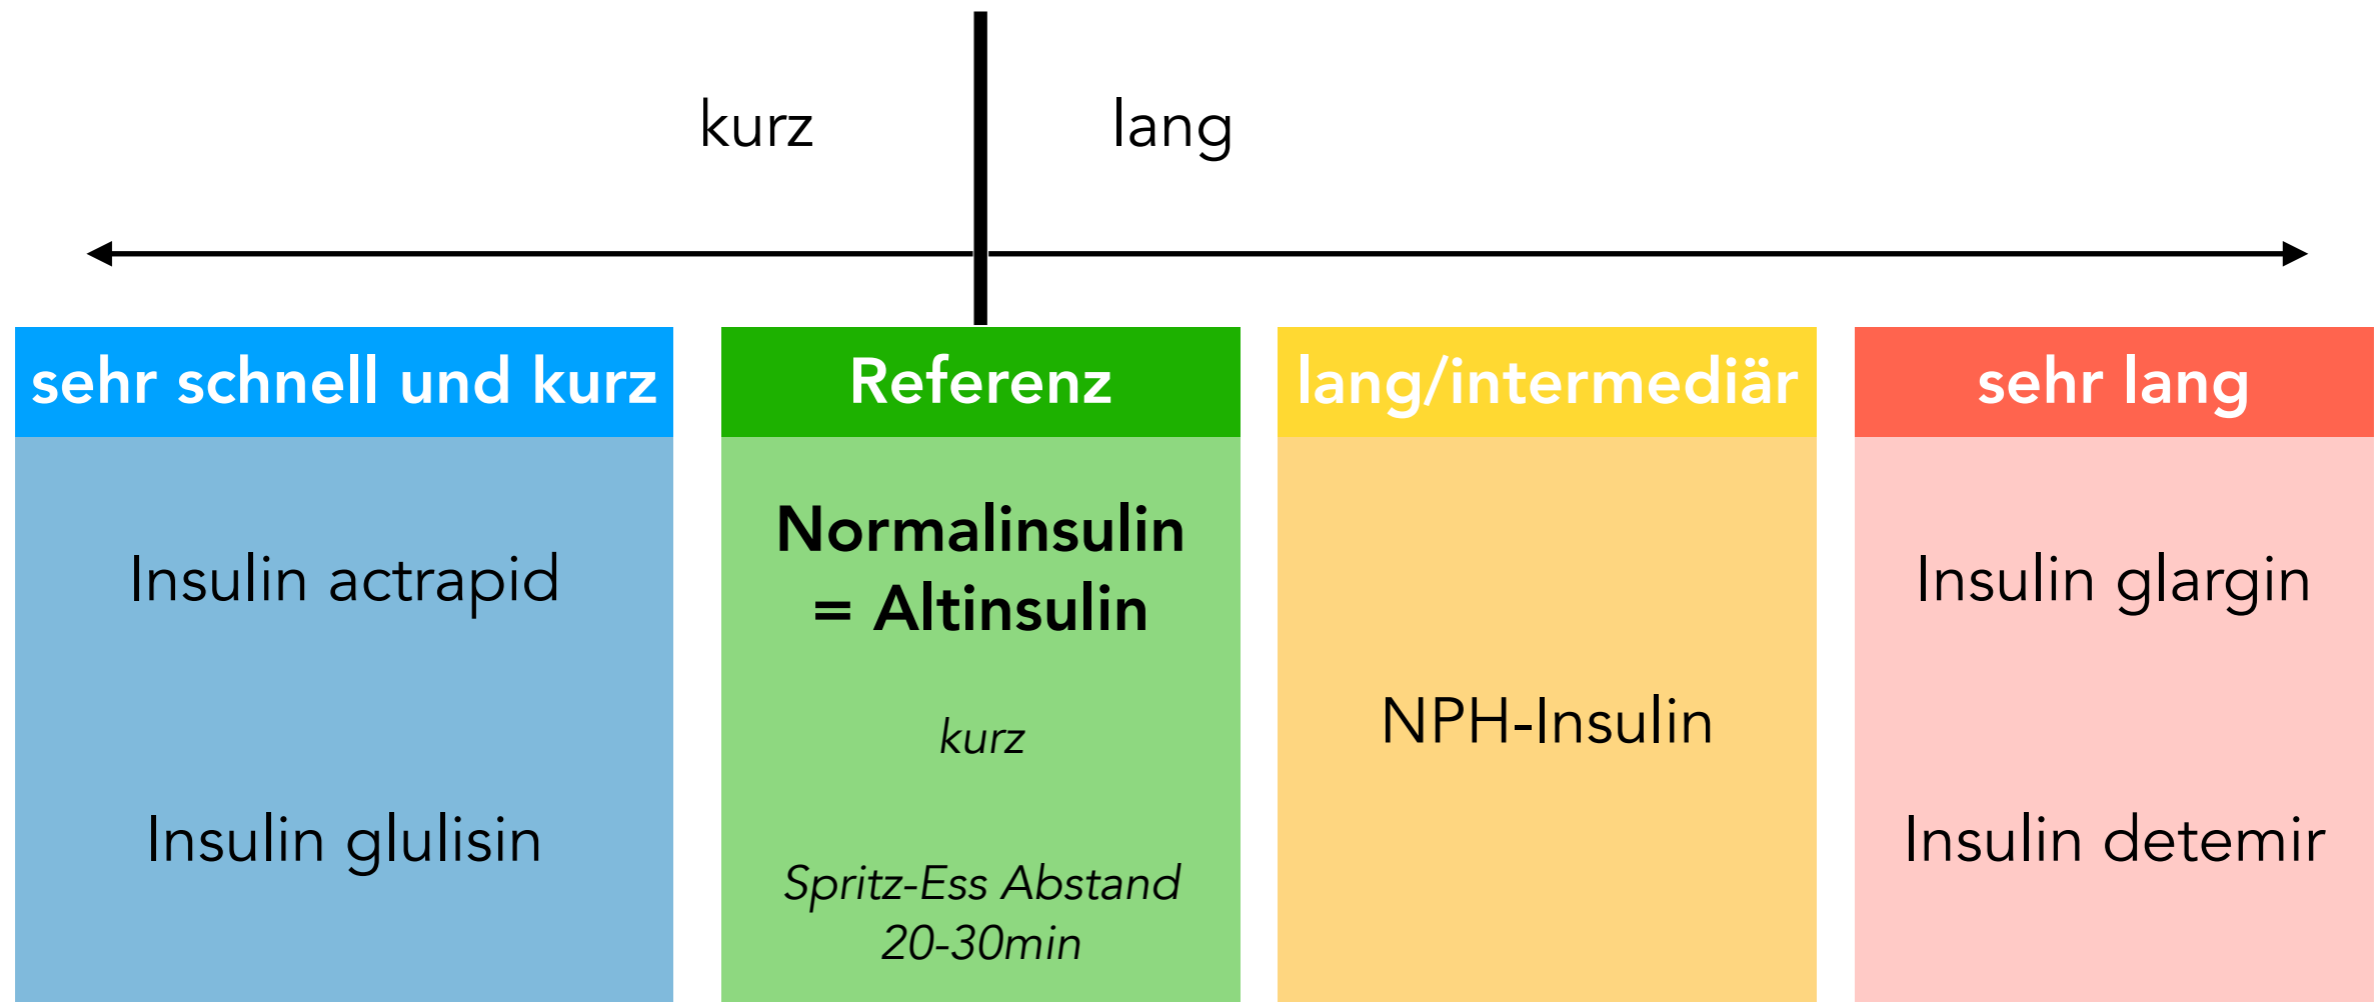 kurz
lang
sehr schnell und kurz
Insulin actrapid
Insulin glulisin
Referenz
Normalinsulin
= Altinsulin
kurz
Spritz-Ess Abstand
20-30min
lang/intermediär
NPH-Insulin
sehr lang
Insulin glargin
Insulin detemir